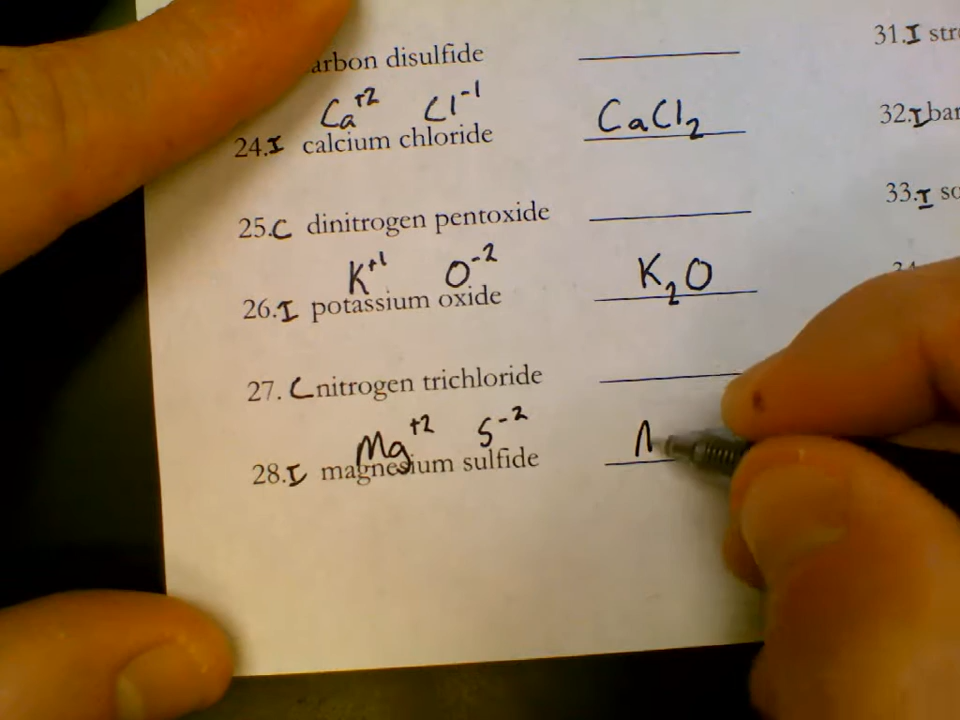 arbon disulfide
Ca+2 Cl-1
24. I calcium chloride CaCl2
25. C dinitrogen pentoxide
K+1 O-2
26. I potassium oxide K2O
27. C nitrogen trichloride
Mg+2 S-2
28. I magnesium sulfide
31. I str
32. I bar
33. I so